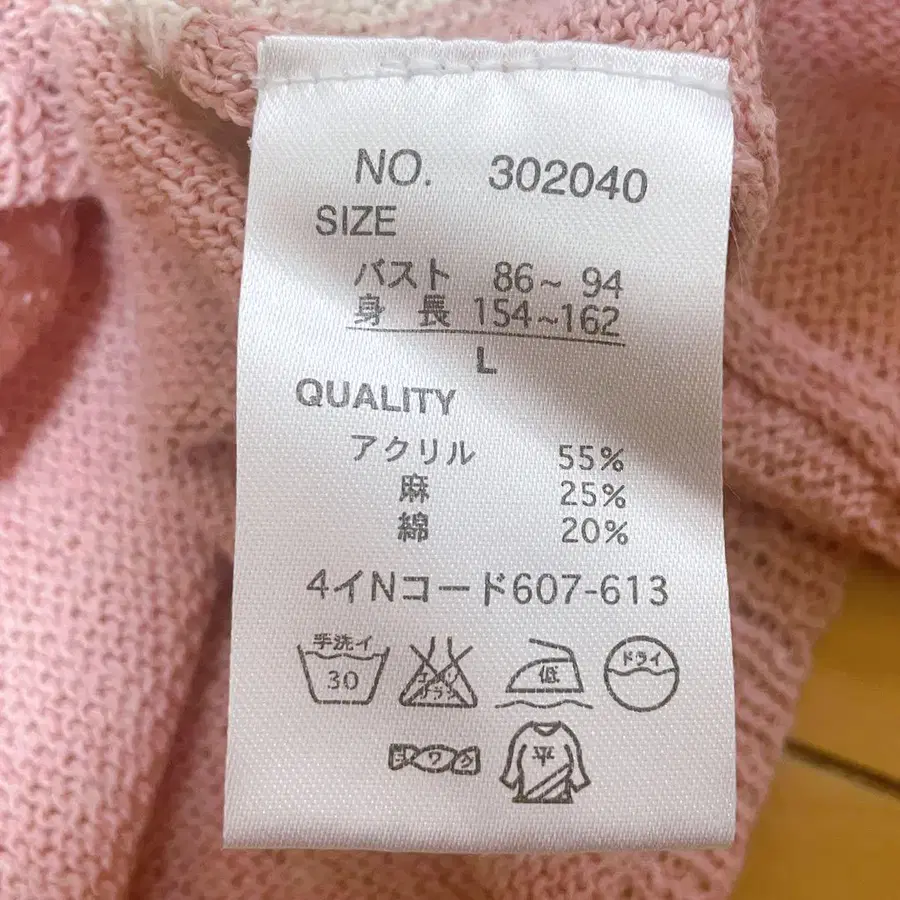 NO. 302040
SIZE
バスト 86~ 94
身 長 154~162
L
QUALITY
アクリル 55%
麻 25%
綿 20%
4イNコード607-613
手洗イ
30
エンソ
サラシ
低
ドライ
ヨワク
平